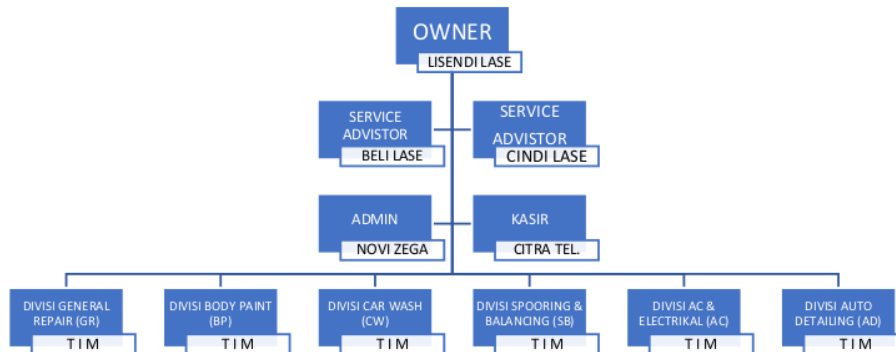 OWNER
LISENDI LASE
SERVICE
ADVISTOR
BELI LASE
SERVICE
ADVISTOR
CINDI LASE
ADMIN
NOVI ZEGA
KASIR
CITRA TEL.
DIVISI GENERAL
REPAIR (GR)
TIM
DIVISI BODY PAINT
(BP)
TIM
DIVISI CAR WASH
(CW)
TIM
DIVISI SPOORING &
BALANCING (SB)
TIM
DIVISI AC &
ELECTRIKAL (AC)
TIM
DIVISI AUTO
DETAILING (AD)
TIM